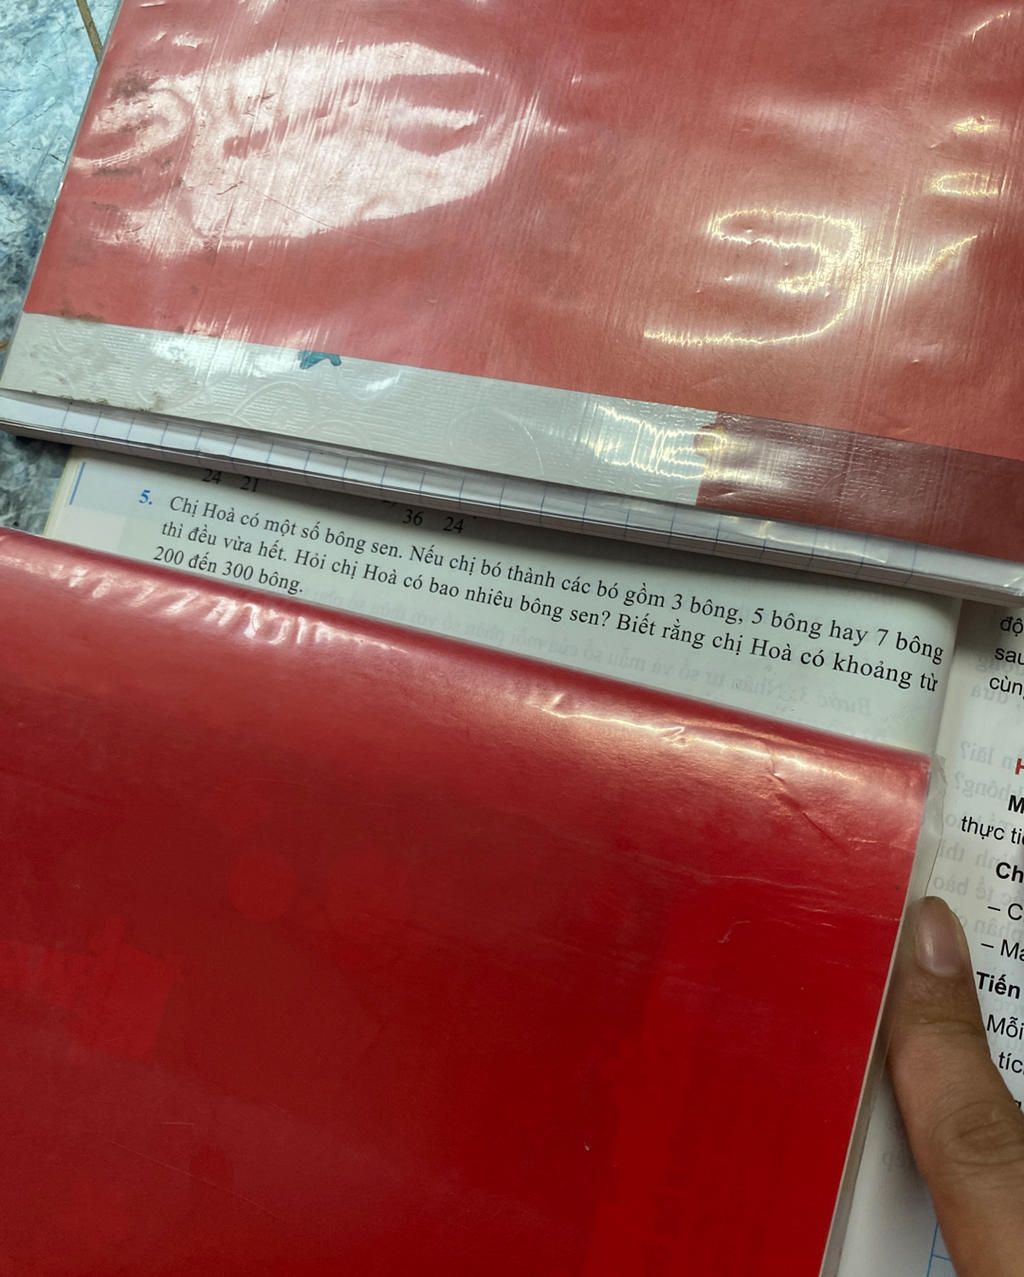 24 21
36 24
5. Chị Hoà có một số bông sen. Nếu chị bó thành các bó gồm 3 bông, 5 bông hay 7 bông
thì đều vừa hết. Hỏi chị Hoà có bao nhiêu bông sen? Biết rằng chị Hoà có khoảng từ
200 đến 300 bông.
độ
sau
cùng
H
M
thực ti
Ch
– C
– Mà
Tiến
Mỗi
tíc